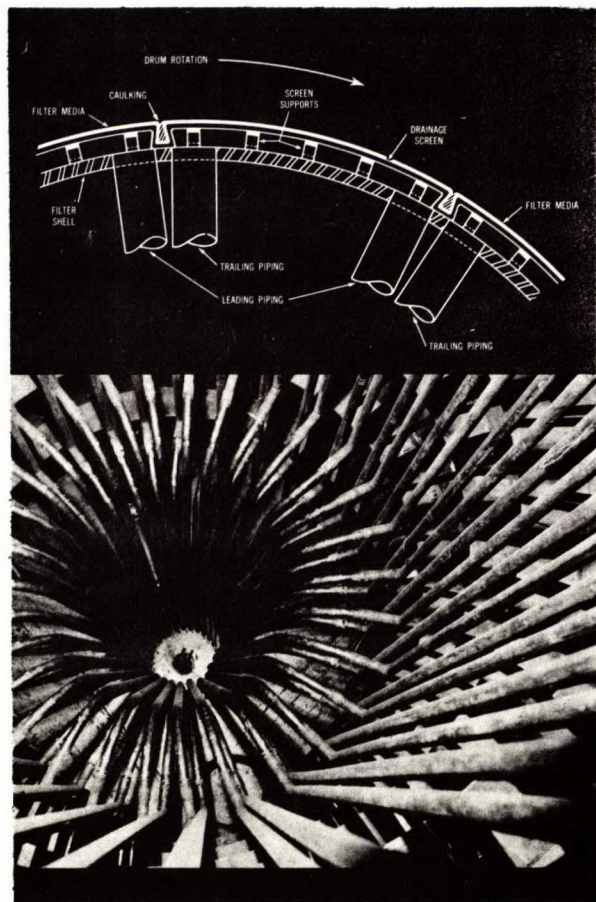 DRUM ROTATION
CAULKING
FILTER MEDIA
SCREEN
SUPPORTS
DRAINAGE
SCREEN
FILTER
SHELL
FILTER MEDIA
TRAILING PIPING
LEADING PIPING
TRAILING PIPING